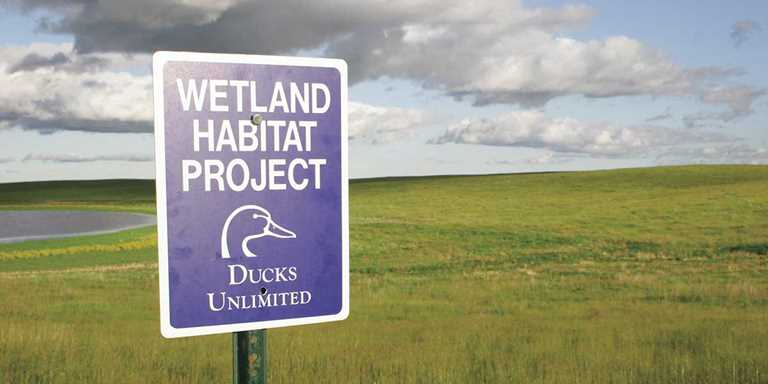 WETLAND
HABITAT
PROJECT
DUCKS
UNLIMITED